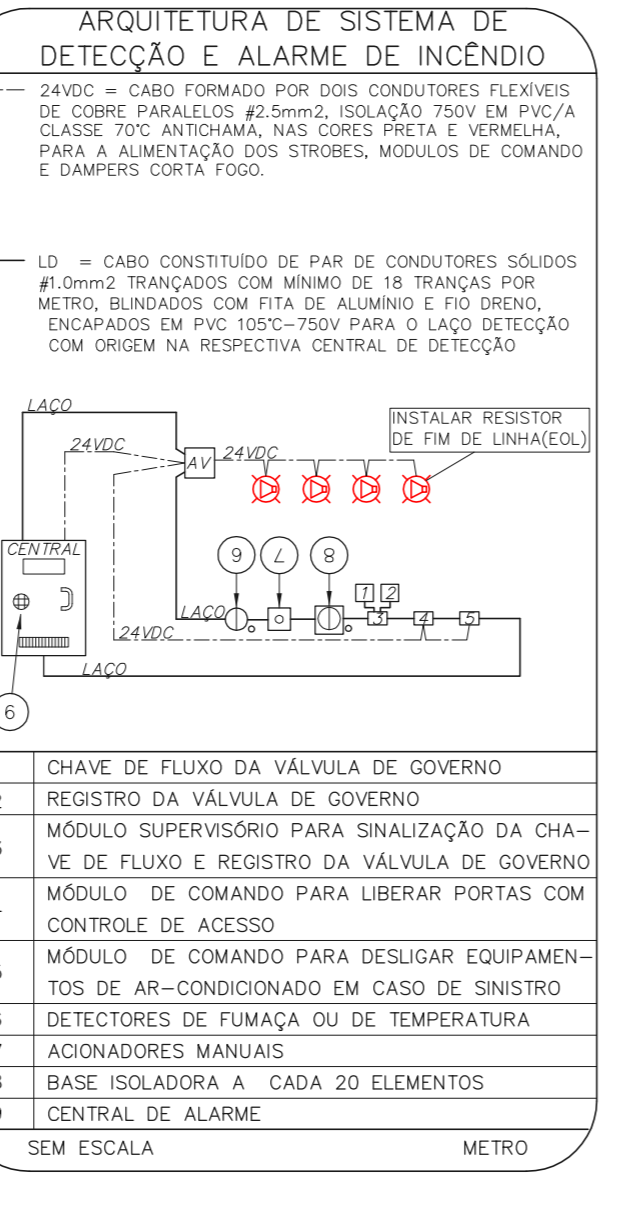 ARQUITETURA DE SISTEMA DE
DETECÇÃO E ALARME DE INCÊNDIO
24VDC = CABO FORMADO POR DOIS CONDUTORES FLEXÍVEIS
DE COBRE PARALELOS #2.5mm2, ISOLAÇÃO 750V EM PVC/A
CLASSE 70°C ANTICHAMA, NAS CORES PRETA E VERMELHA,
PARA A ALIMENTAÇÃO DOS STROBES, MODULOS DE COMANDO
E DAMPERS CORTA FOGO.
LD = CABO CONSTITUÍDO DE PAR DE CONDUTORES SÓLIDOS
#1.0mm2 TRANÇADOS COM MÍNIMO DE 18 TRANÇAS POR
METRO, BLINDADOS COM FITA DE ALUMÍNIO E FIO DRENO,
ENCAPADOS EM PVC 105°C-750V PARA O LAÇO DETECÇÃO
COM ORIGEM NA RESPECTIVA CENTRAL DE DETECÇÃO
LAÇO
INSTALAR RESISTOR
DE FIM DE LINHA(EOL)
24VDC
AV
24VDC
CENTRAL
6
7
8
1
2
LAÇO
3
4
5
24VDC
LAÇO
9
CHAVE DE FLUXO DA VÁLVULA DE GOVERNO
REGISTRO DA VÁLVULA DE GOVERNO
MÓDULO SUPERVISÓRIO PARA SINALIZAÇÃO DA CHA-
VE DE FLUXO E REGISTRO DA VÁLVULA DE GOVERNO
MÓDULO DE COMANDO PARA LIBERAR PORTAS COM
CONTROLE DE ACESSO
MÓDULO DE COMANDO PARA DESLIGAR EQUIPAMEN-
TOS DE AR-CONDICIONADO EM CASO DE SINISTRO
DETECTORES DE FUMAÇA OU DE TEMPERATURA
ACIONADORES MANUAIS
BASE ISOLADORA A CADA 20 ELEMENTOS
CENTRAL DE ALARME
SEM ESCALA METRO